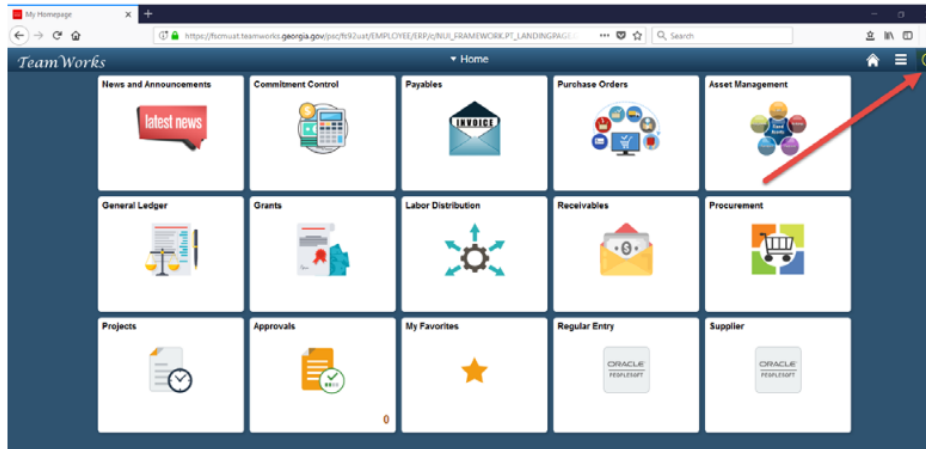 My Homepage
https://fscmuat.teamworks.georgia.gov/psc/fs92uat/EMPLOYEE/ERP/c/NUI_FRAMEWORK.PT_LANDINGPAGE
Search
TeamWorks
Home
News and Announcements
Commitment Control
Payables
Purchase Orders
Asset Management
latest news
INVOICE
General Ledger
Grants
Labor Distribution
Receivables
Procurement
Projects
Approvals
My Favorites
Regular Entry
Supplier
ORACLE
PEOPLESOFT
ORACLE
PEOPLESOFT
0